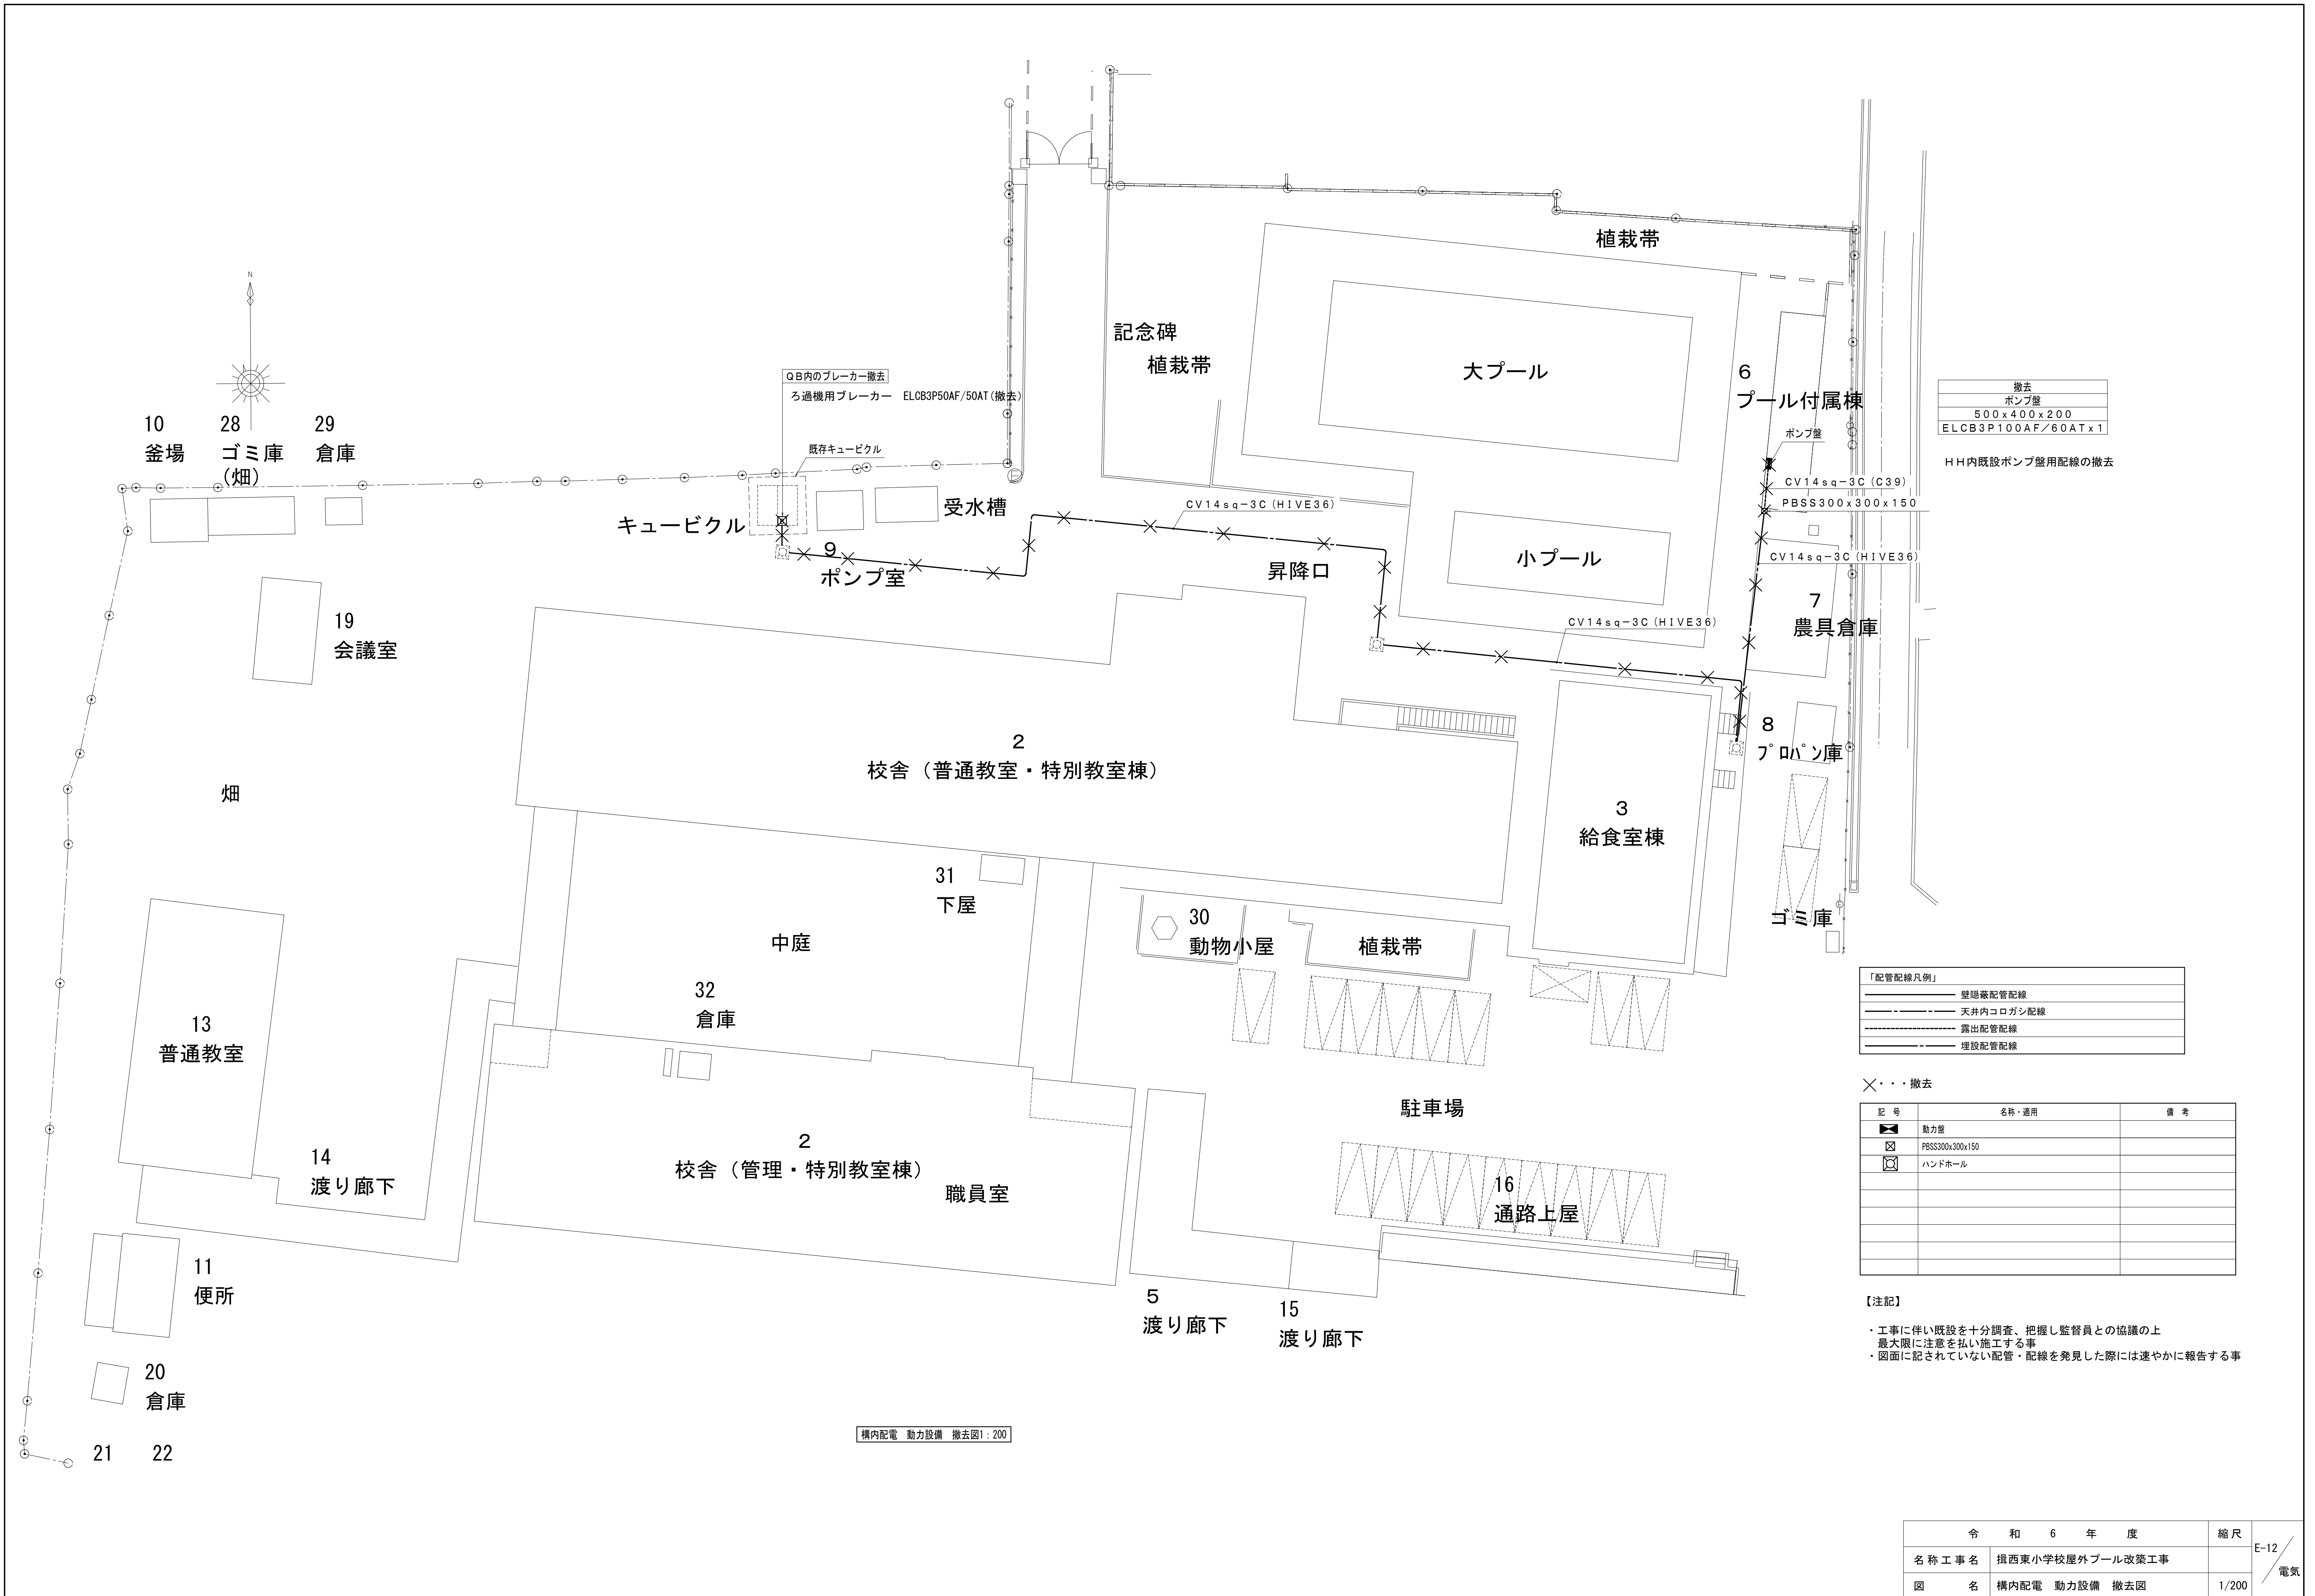 N
植栽帯
記念碑
植栽帯
大プール
6
プール付属棟
ポンプ盤
撤去
ポンプ盤
500x400x200
ELCB3P100AF/60ATx1
HH内既設ポンプ盤用配線の撤去
QB内のブレーカー撤去
ろ過機用ブレーカー ELCB3P50AF/50AT(撤去)
既存キュービクル
10
釜場
28
ゴミ庫
(畑)
29
倉庫
キュービクル
受水槽
9
ポンプ室
CV14sq-3C(HIVE36)
CV14sq-3C(C39)
PBSS300x300x150
CV14sq-3C(HIVE36)
小プール
昇降口
CV14sq-3C(HIVE36)
7
農具倉庫
19
会議室
8
プロパン庫
2
校舎(普通教室・特別教室棟)
3
給食室棟
畑
31
下屋
30
動物小屋
植栽帯
ゴミ庫
中庭
32
倉庫
13
普通教室
14
渡り廊下
2
校舎(管理・特別教室棟)
職員室
駐車場
16
通路上屋
11
便所
5
渡り廊下
15
渡り廊下
20
倉庫
21
22
構内配電 動力設備 撤去図1:200
「配管配線凡例」
壁隠蔽配管配線
天井内コロガシ配線
露出配管配線
埋設配管配線
・・・撤去
記 号 名称・適用 備 考
動力盤
PBSS300x300x150
ハンドホール
【注記】
・工事に伴い既設を十分調査、把握し監督員との協議の上
最大限に注意を払い施工する事
・図面に記されていない配管・配線を発見した際には速やかに報告する事
令 和 6 年 度 縮尺
名称工事名 揖西東小学校屋外プール改築工事
図 名 構内配電 動力設備 撤去図 1/200
E-12
電気